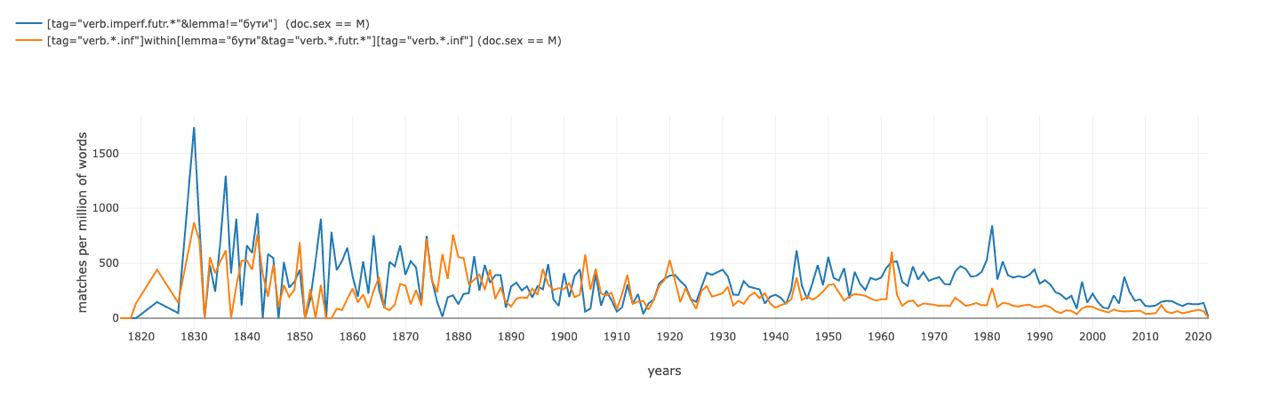 [tag="verb.imperf.futr.*"&lemma!="бути"] (doc.sex == M)
[tag="verb.*.inf"]within[lemma="бути"&tag="verb.*.futr.*"][tag="verb.*.inf"] (doc.sex == M)
matches per million of words
1500
1000
500
0
1820 1830 1840 1850 1860 1870 1880 1890 1900 1910 1920 1930 1940 1950 1960 1970 1980 1990 2000 2010 2020
years